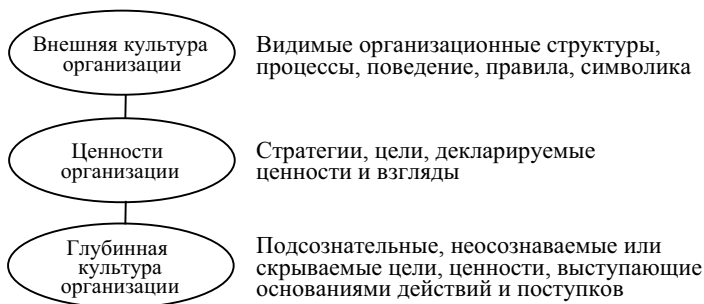 Внешняя культура
организации
Видимые организационные структуры,
процессы, поведение, правила, символика
Ценности
организации
Стратегии, цели, декларируемые
ценности и взгляды
Глубинная
культура
организации
Подсознательные, неосознаваемые или
скрываемые цели, ценности, выступающие
основаниями действий и поступков